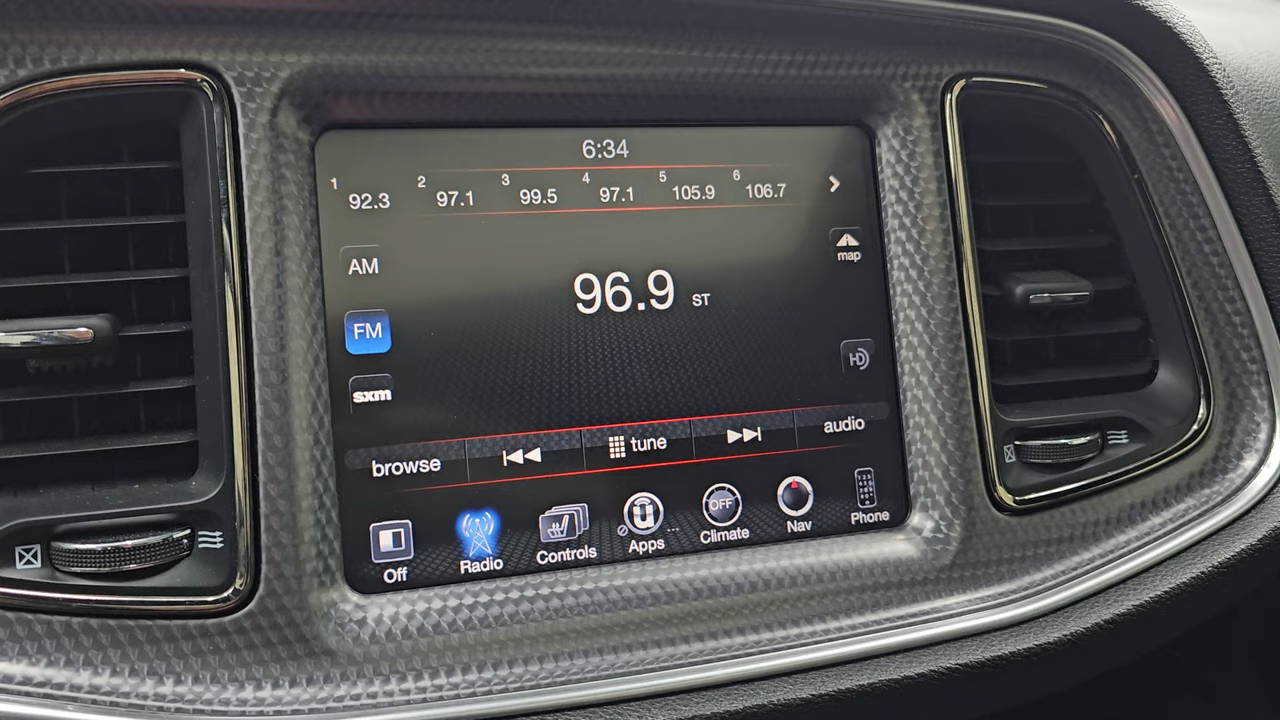 6:34
1 92.3 2 97.1 3 99.5 4 97.1 5 105.9 6 106.7
AM
map
96.9 ST
FM
HD
sxm
browse tune audio
Off Radio Controls Apps OFF Climate Nav Phone